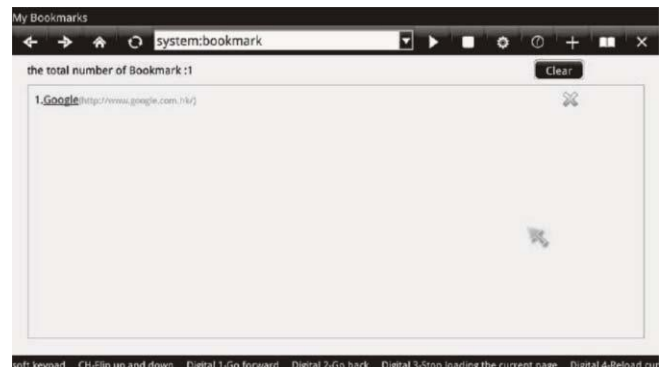 My Bookmarks
system:bookmark
the total number of Bookmark :1
Clear
1.Google(http://www.google.com.hk/)
soft keypad CH-Flip up and down Digital 1-Go forward Digital 2-Go back Digital 3-Stop loading the current page Digital 4-Reload cur